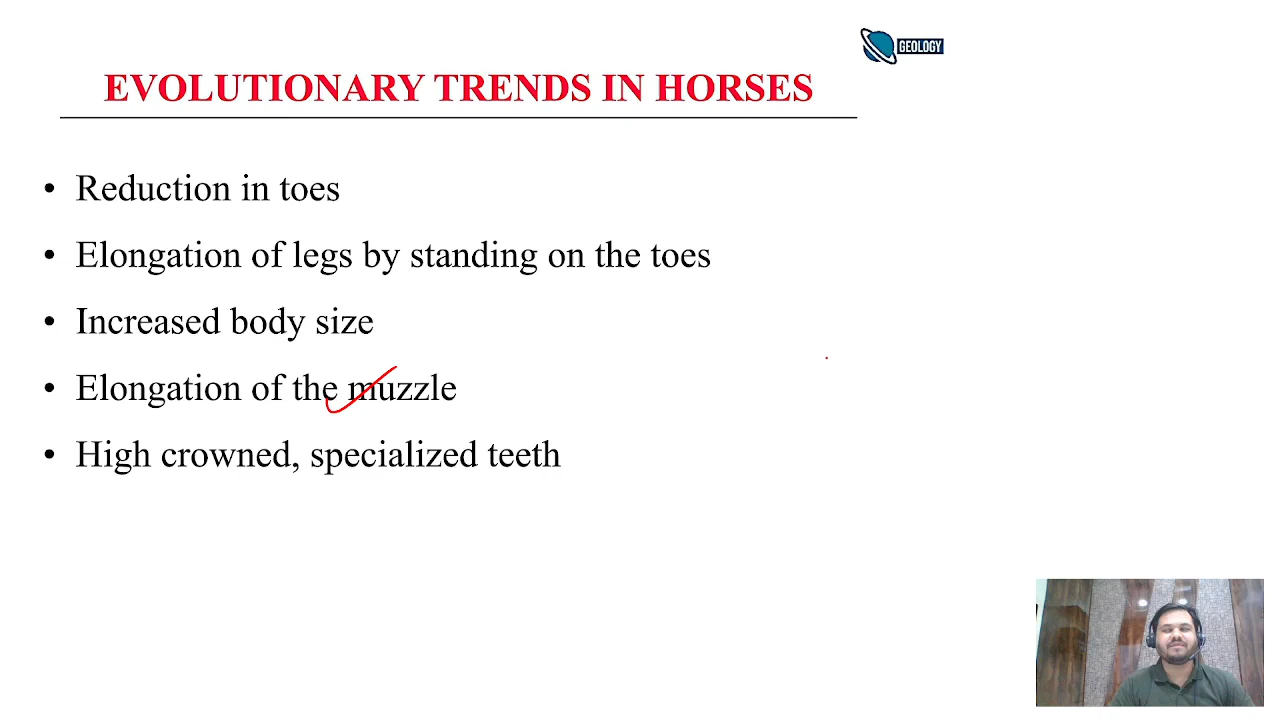 GEOLOGY
EVOLUTIONARY TRENDS IN HORSES
• Reduction in toes
• Elongation of legs by standing on the toes
• Increased body size
• Elongation of the muzzle
• High crowned, specialized teeth